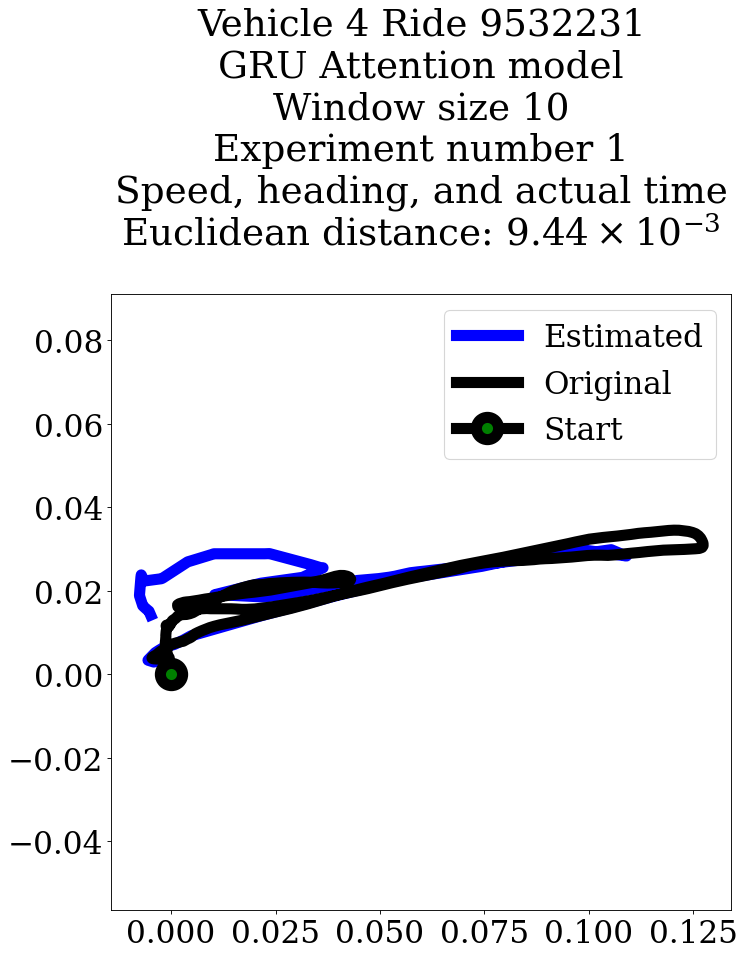 Vehicle 4 Ride 9532231
GRU Attention model
Window size 10
Experiment number 1
Speed, heading, and actual time
Euclidean distance: 9.44 × 10⁻³
Estimated
Original
Start
0.08
0.06
0.04
0.02
0.00
−0.02
−0.04
0.000 0.025 0.050 0.075 0.100 0.125